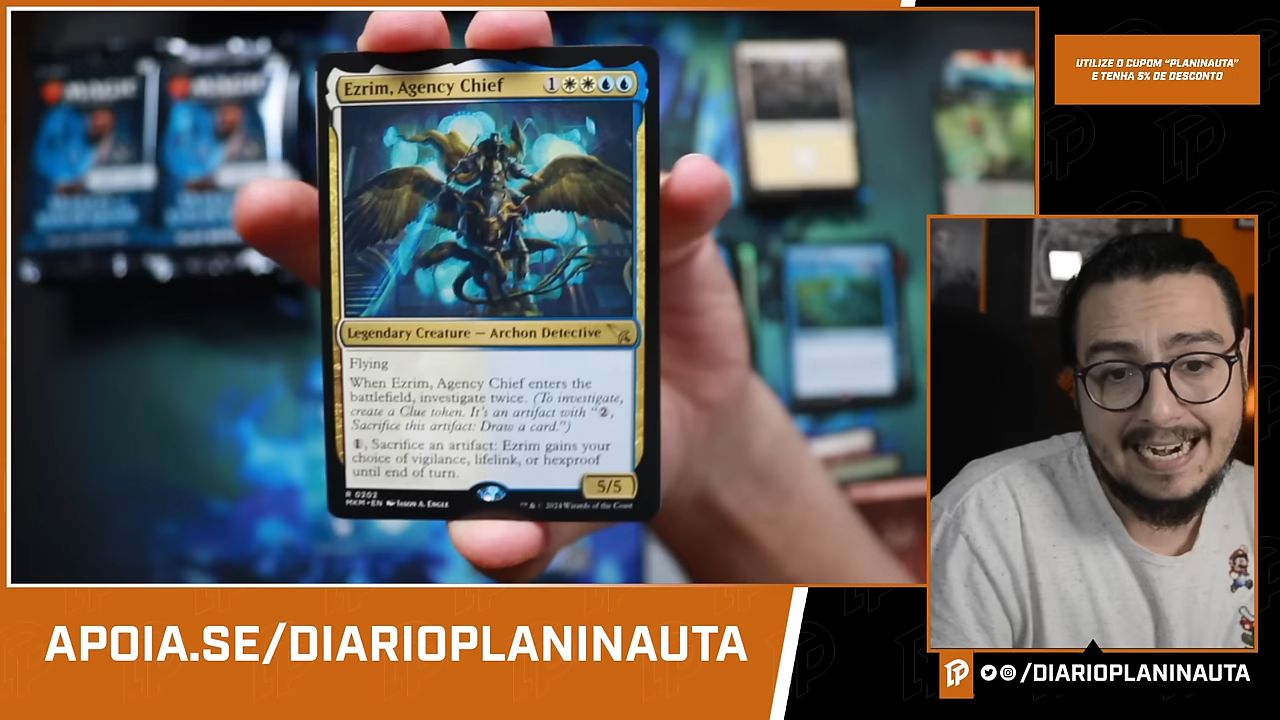 UTILIZE O CUPOM “PLANINAUTA”
E TENHA 5% DE DESCONTO
MAGIC
MAGIC
Ezrim, Agency Chief 1
Legendary Creature — Archon Detective
Flying
When Ezrim, Agency Chief enters the
battlefield, investigate twice. (To investigate,
create a Clue token. It's an artifact with “2,
Sacrifice this artifact: Draw a card.”)
1, Sacrifice an artifact: Ezrim gains your
choice of vigilance, lifelink, or hexproof
until end of turn.
5/5
R 0202
MKM • EN Jason A. Engle
™ & © 2024 Wizards of the Coast
APOIA.SE/DIARIOPLANINAUTA
/DIARIOPLANINAUTA